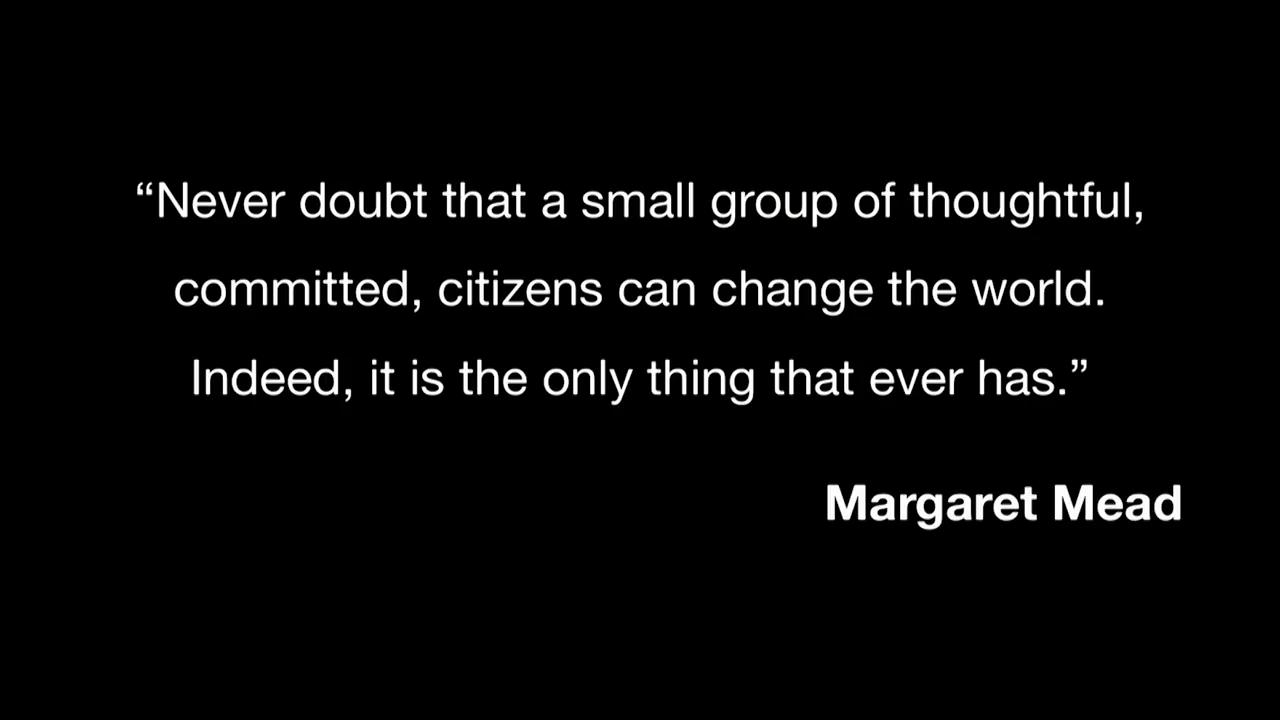 “Never doubt that a small group of thoughtful,
committed, citizens can change the world.
Indeed, it is the only thing that ever has.”
Margaret Mead